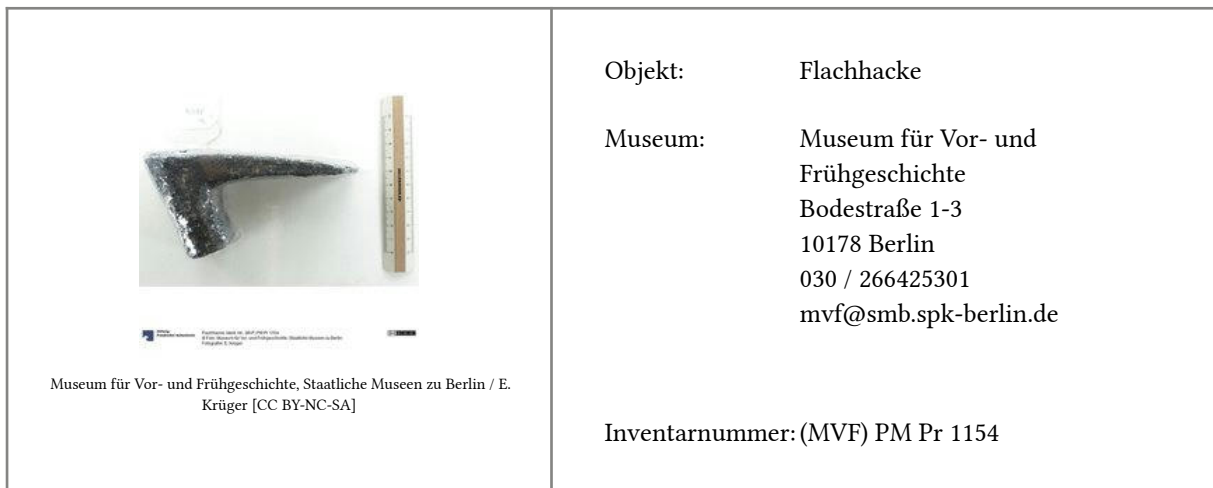 Museum für Vor- und Frühgeschichte, Staatliche Museen zu Berlin / E.
Krüger [CC BY-NC-SA]
Objekt: Flachhacke
Museum: Museum für Vor- und
Frühgeschichte
Bodestraße 1-3
10178 Berlin
030 / 266425301
mvf@smb.spk-berlin.de
Inventarnummer: (MVF) PM Pr 1154